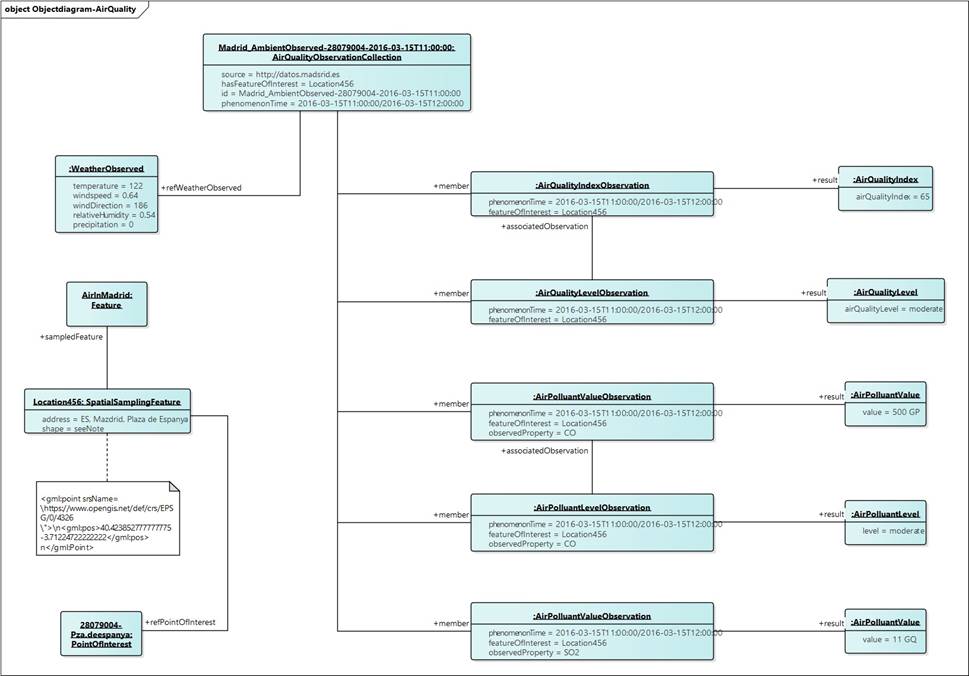 object Objectdiagram-AirQuality
Madrid_AmbientObserved-28079004-2016-03-15T11:00:00:
AirQualityObservationCollection
source = http://datos.madsrid.es
hasFeatureOfInterest = Location456
id = Madrid_AmbientObserved-28079004-2016-03-15T11:00:00
phenomenonTime = 2016-03-15T11:00:00/2016-03-15T12:00:00
:WeatherObserved
temperature = 122
windspeed = 0.64
windDirection = 186
relativeHumidity = 0.54
precipitation = 0
+refWeatherObserved
+member
:AirQualityIndexObservation
phenomenonTime = 2016-03-15T11:00:00/2016-03-15T12:00:00
featureOfInterest = Location456
+result
:AirQualityIndex
airQualityIndex = 65
+associatedObservation
+member
:AirQualityLevelObservation
phenomenonTime = 2016-03-15T11:00:00/2016-03-15T12:00:00
featureOfInterest = Location456
+result
:AirQualityLevel
airQualityLevel = moderate
AirInMadrid:
Feature
+sampledFeature
Location456: SpatialSamplingFeature
address = ES, Mazdrid, Plaza de Espanya
shape = seeNote
+member
:AirPolluantValueObservation
phenomenonTime = 2016-03-15T11:00:00/2016-03-15T12:00:00
featureOfInterest = Location456
observedProperty = CO
+result
:AirPolluantValue
value = 500 GP
+associatedObservation
<gml:point srsName=
\https://www.opengis.net/def/crs/EPS
G/0/4326
\">\n<gml:pos>40.423852777777775
-3.71224722222222</gml:pos>
n</gml:Point>
+member
:AirPolluantLevelObservation
phenomenonTime = 2016-03-15T11:00:00/2016-03-15T12:00:00
featureOfInterest = Location456
observedProperty = CO
+result
:AirPolluantLevel
level = moderate
28079004-
Pza.deespanya:
PointOfInterest
+refPointOfInterest
+member
:AirPolluantValueObservation
phenomenonTime = 2016-03-15T11:00:00/2016-03-15T12:00:00
featureOfInterest = Location456
observedProperty = SO2
+result
:AirPolluantValue
value = 11 GQ